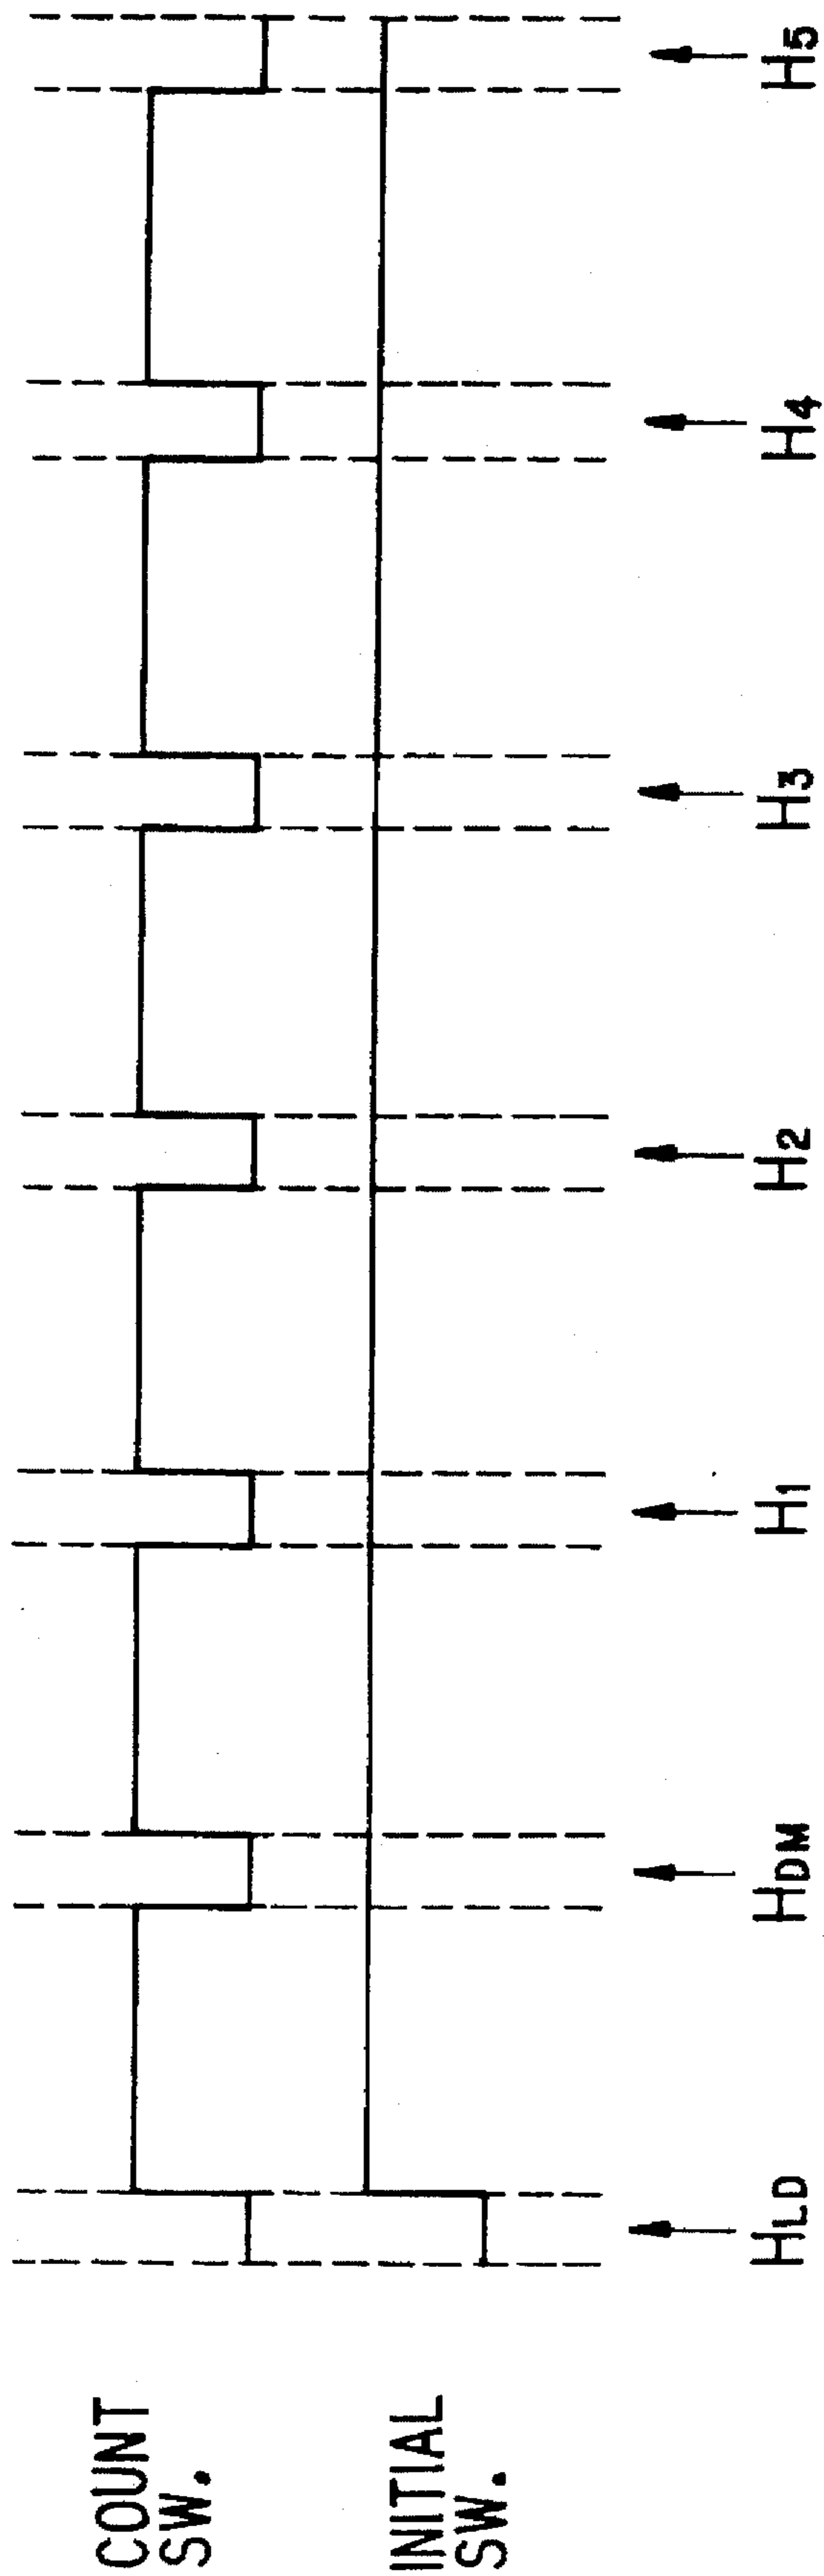 COUNT
SW.
INITIAL
SW.
HLD HDM H1 H2 H3 H4 H5